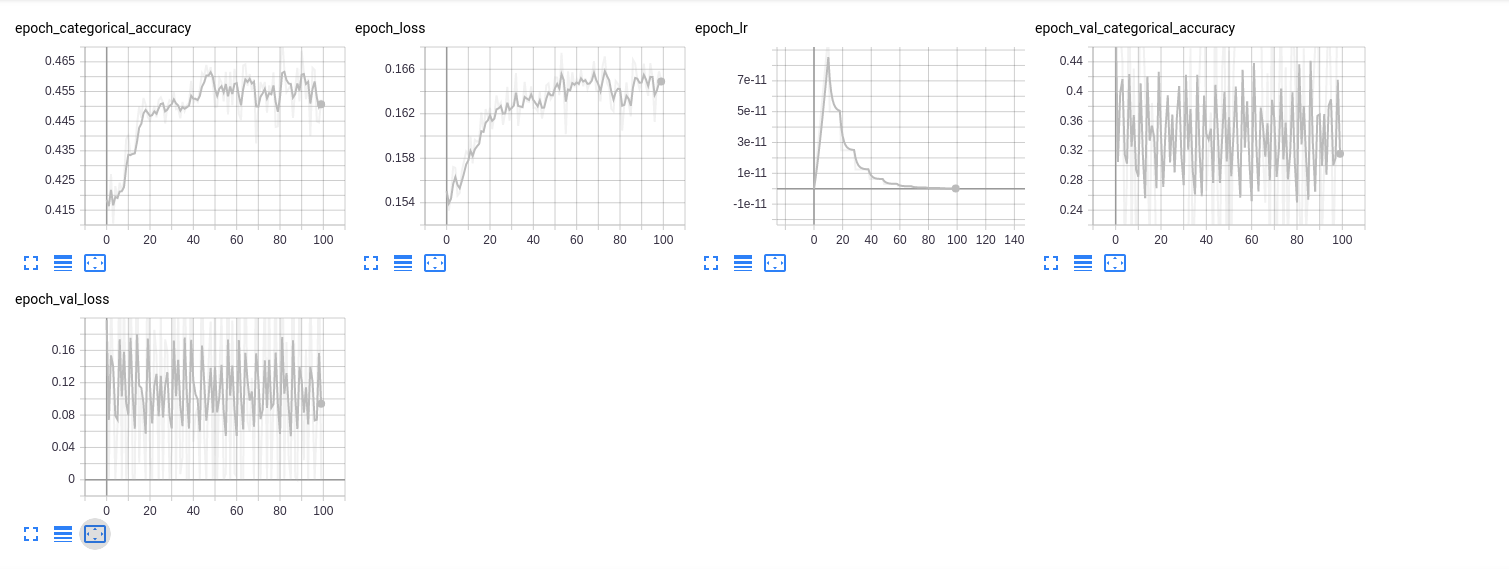 epoch_categorical_accuracy
0.465
0.455
0.445
0.435
0.425
0.415
0 20 40 60 80 100
epoch_loss
0.166
0.162
0.158
0.154
0 20 40 60 80 100
epoch_lr
7e-11
5e-11
3e-11
1e-11
-1e-11
0 20 40 60 80 100 120 140
epoch_val_categorical_accuracy
0.44
0.4
0.36
0.32
0.28
0.24
0 20 40 60 80 100
epoch_val_loss
0.16
0.12
0.08
0.04
0
0 20 40 60 80 100